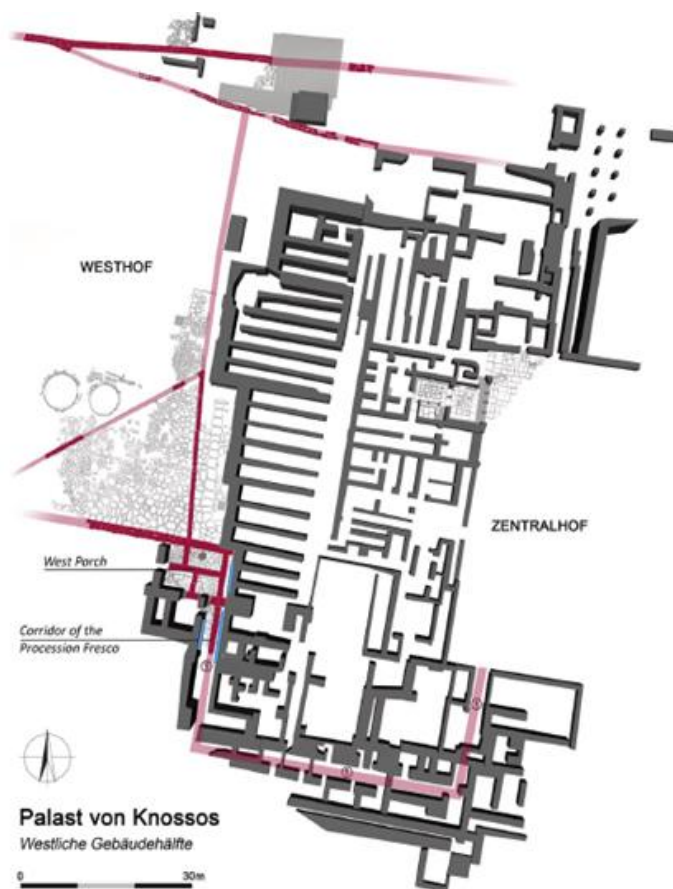 WESTHOF
ZENTRALHOF
West Porch
Corridor of the
Procession Fresco
Palast von Knossos
Westliche Gebäudehälfte
0 30m